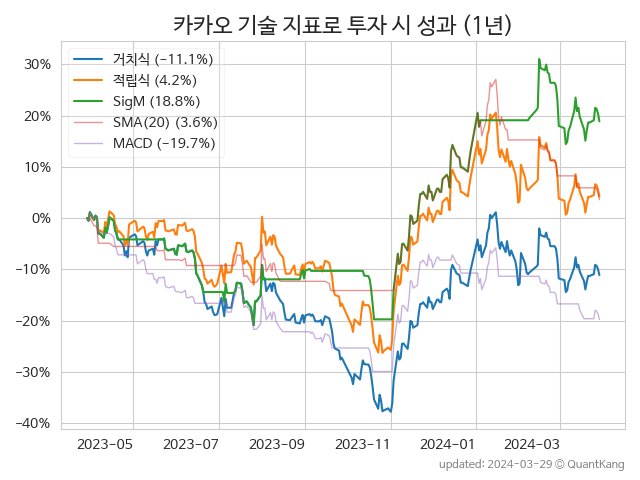 카카오 기술 지표로 투자 시 성과 (1년)
거치식 (−11.1%)
적립식 (4.2%)
SigM (18.8%)
SMA(20) (3.6%)
MACD (−19.7%)
30%
20%
10%
0%
−10%
−20%
−30%
−40%
2023-05 2023-07 2023-09 2023-11 2024-01 2024-03
updated: 2024-03-29 © QuantKang